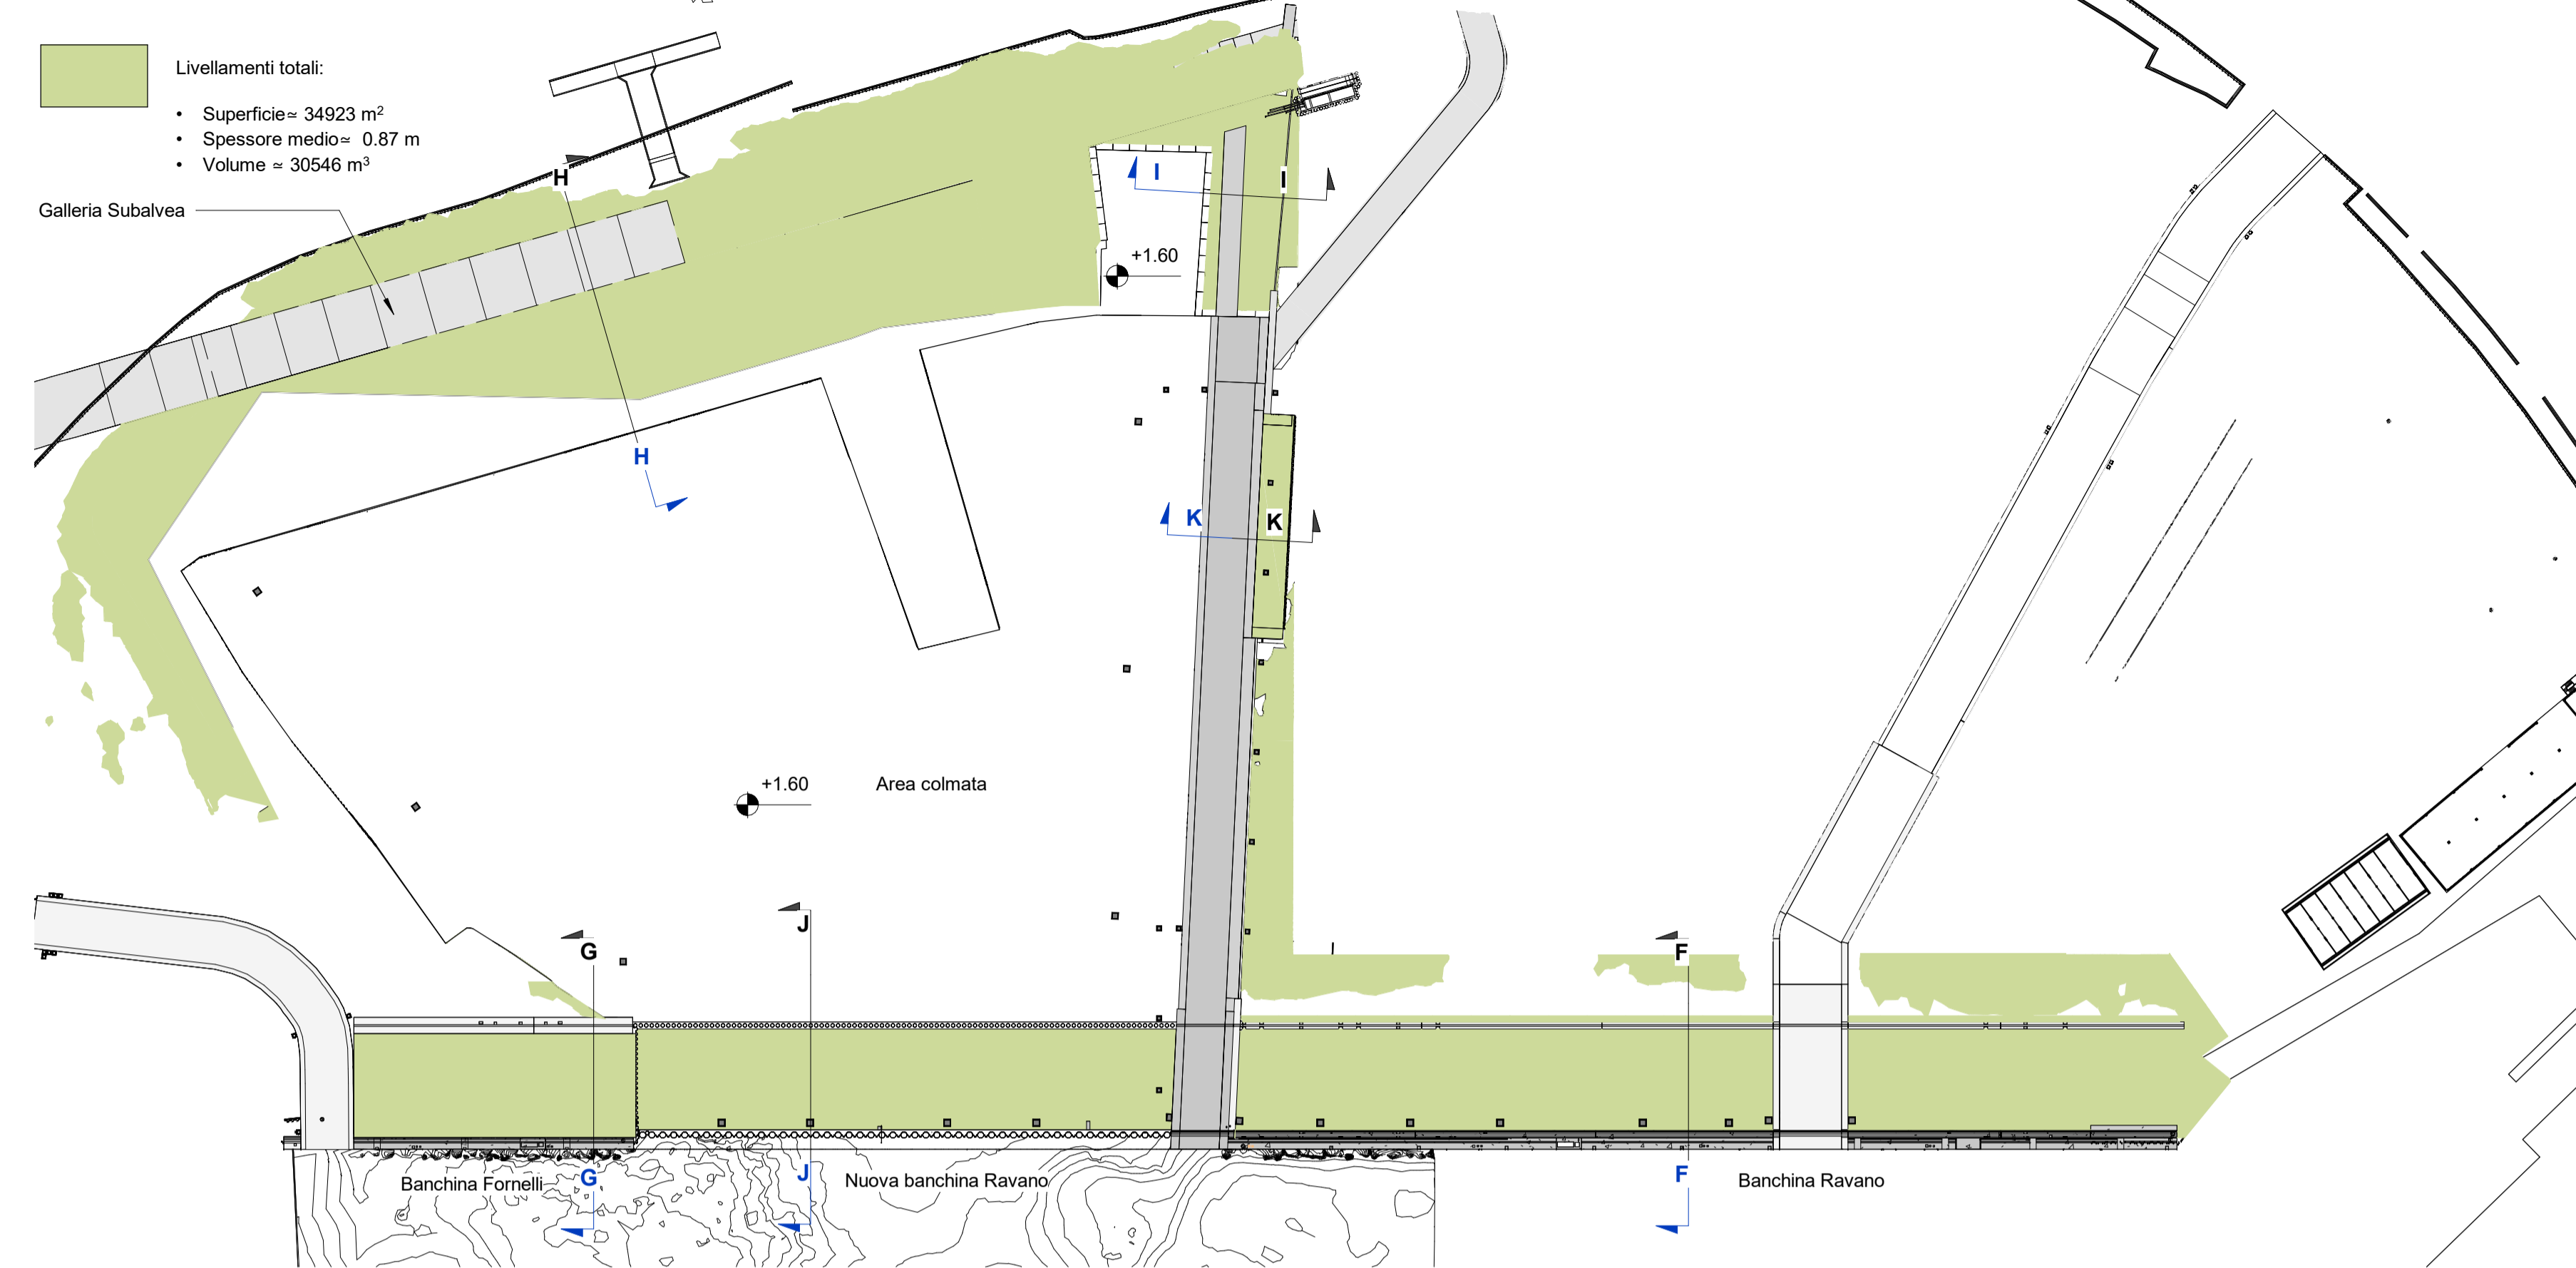 Livellamenti totali:
• Superficie≃ 34923 m²
• Spessore medio≃ 0.87 m
• Volume ≃ 30546 m³
H
I
I
Galleria Subalvea
+1.60
H
K
K
+1.60
Area colmata
J
G
F
Banchina Fornelli
G
J
Nuova banchina Ravano
F
Banchina Ravano